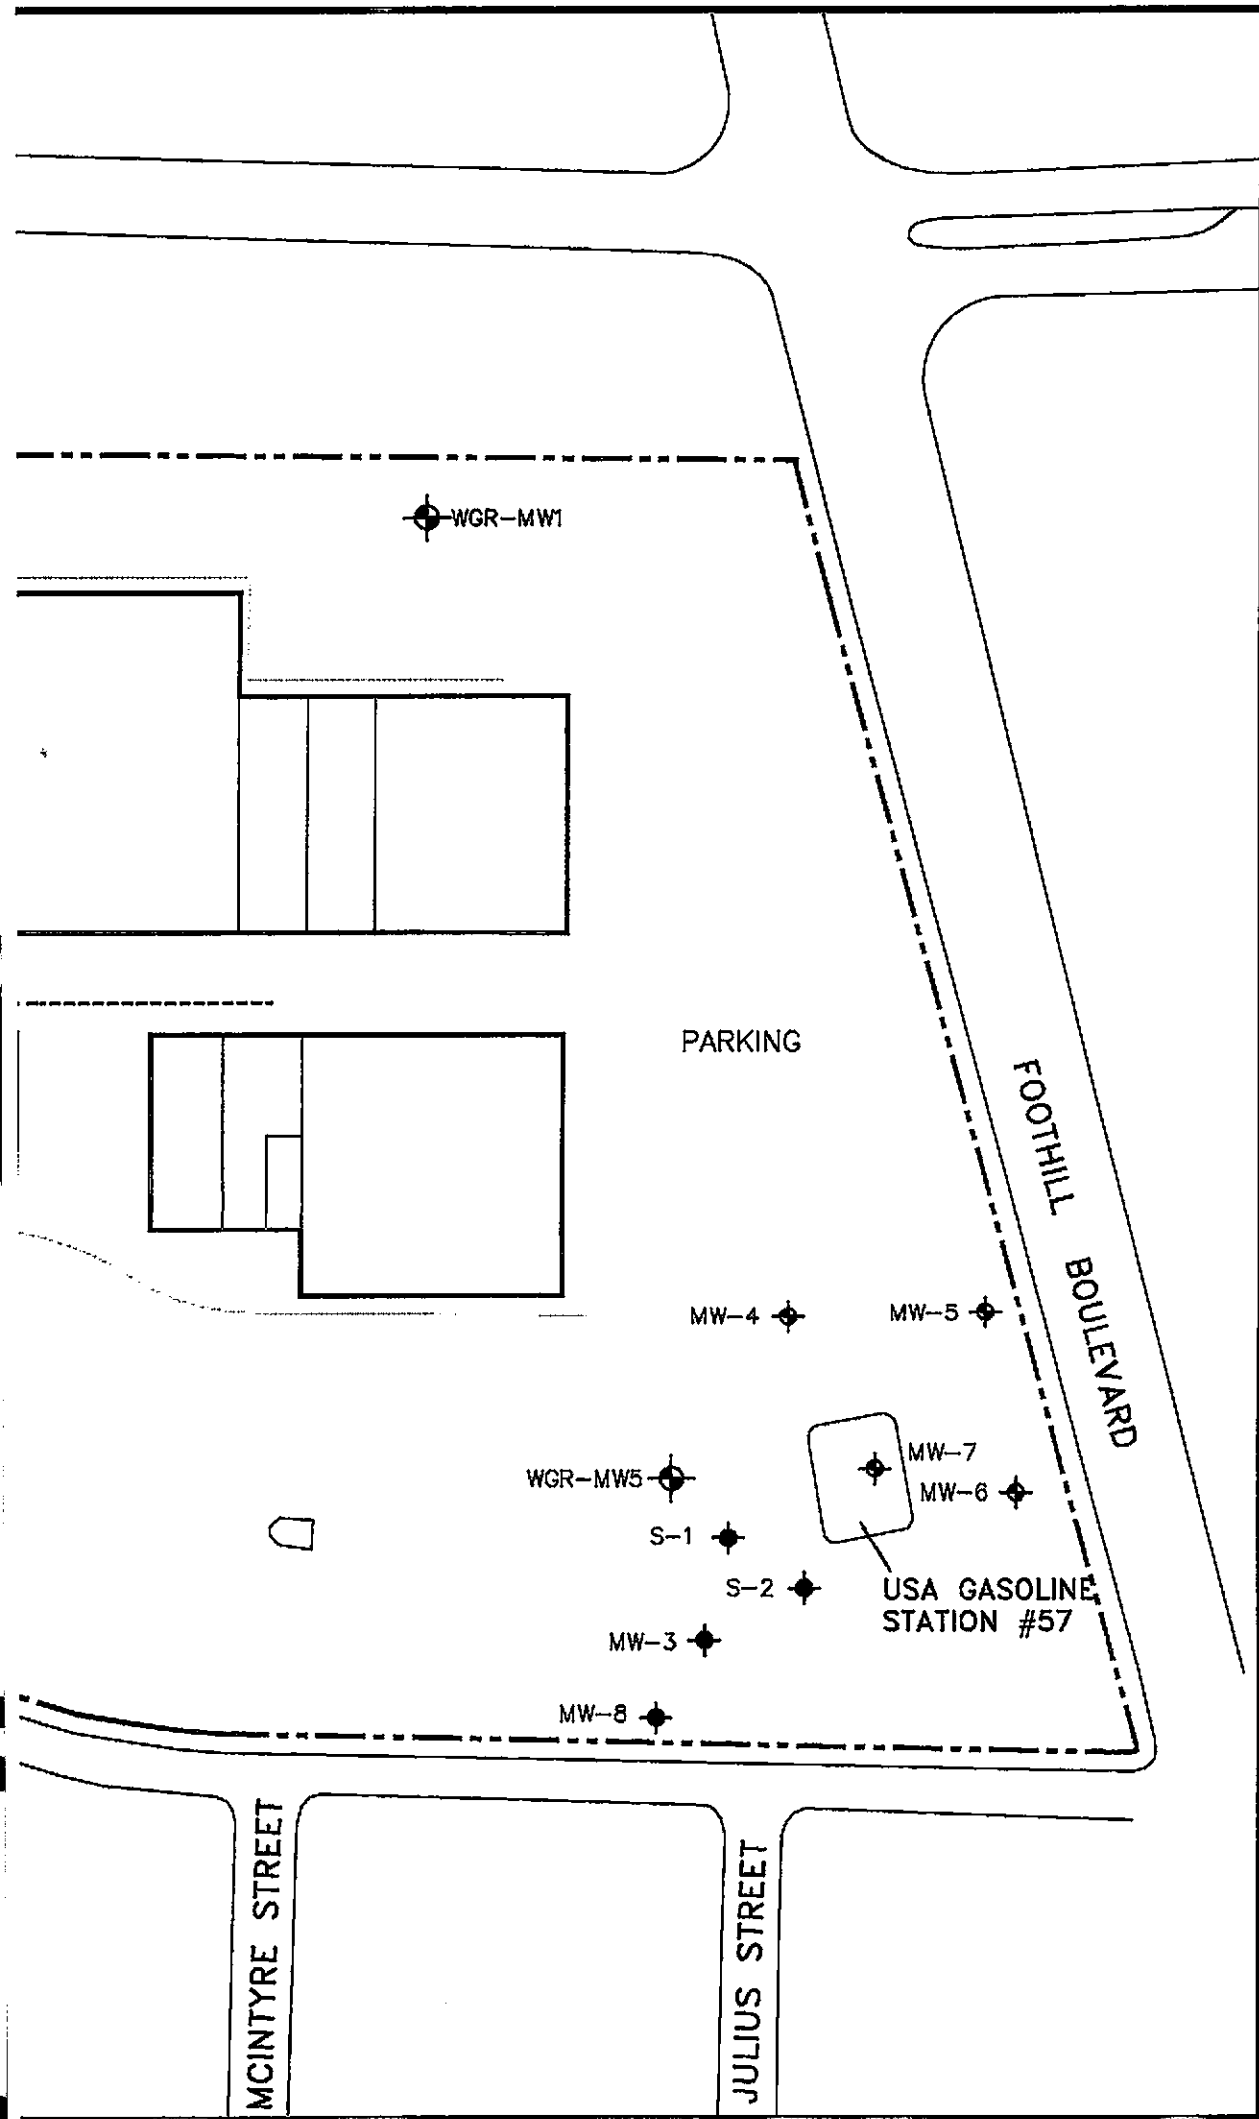 WGR-MW1
PARKING
FOOTHILL BOULEVARD
MW-4
MW-5
MW-7
WGR-MW5
MW-6
S-1
S-2
USA GASOLINE
STATION #57
MW-3
MW-8
MCINTYRE STREET
JULIUS STREET